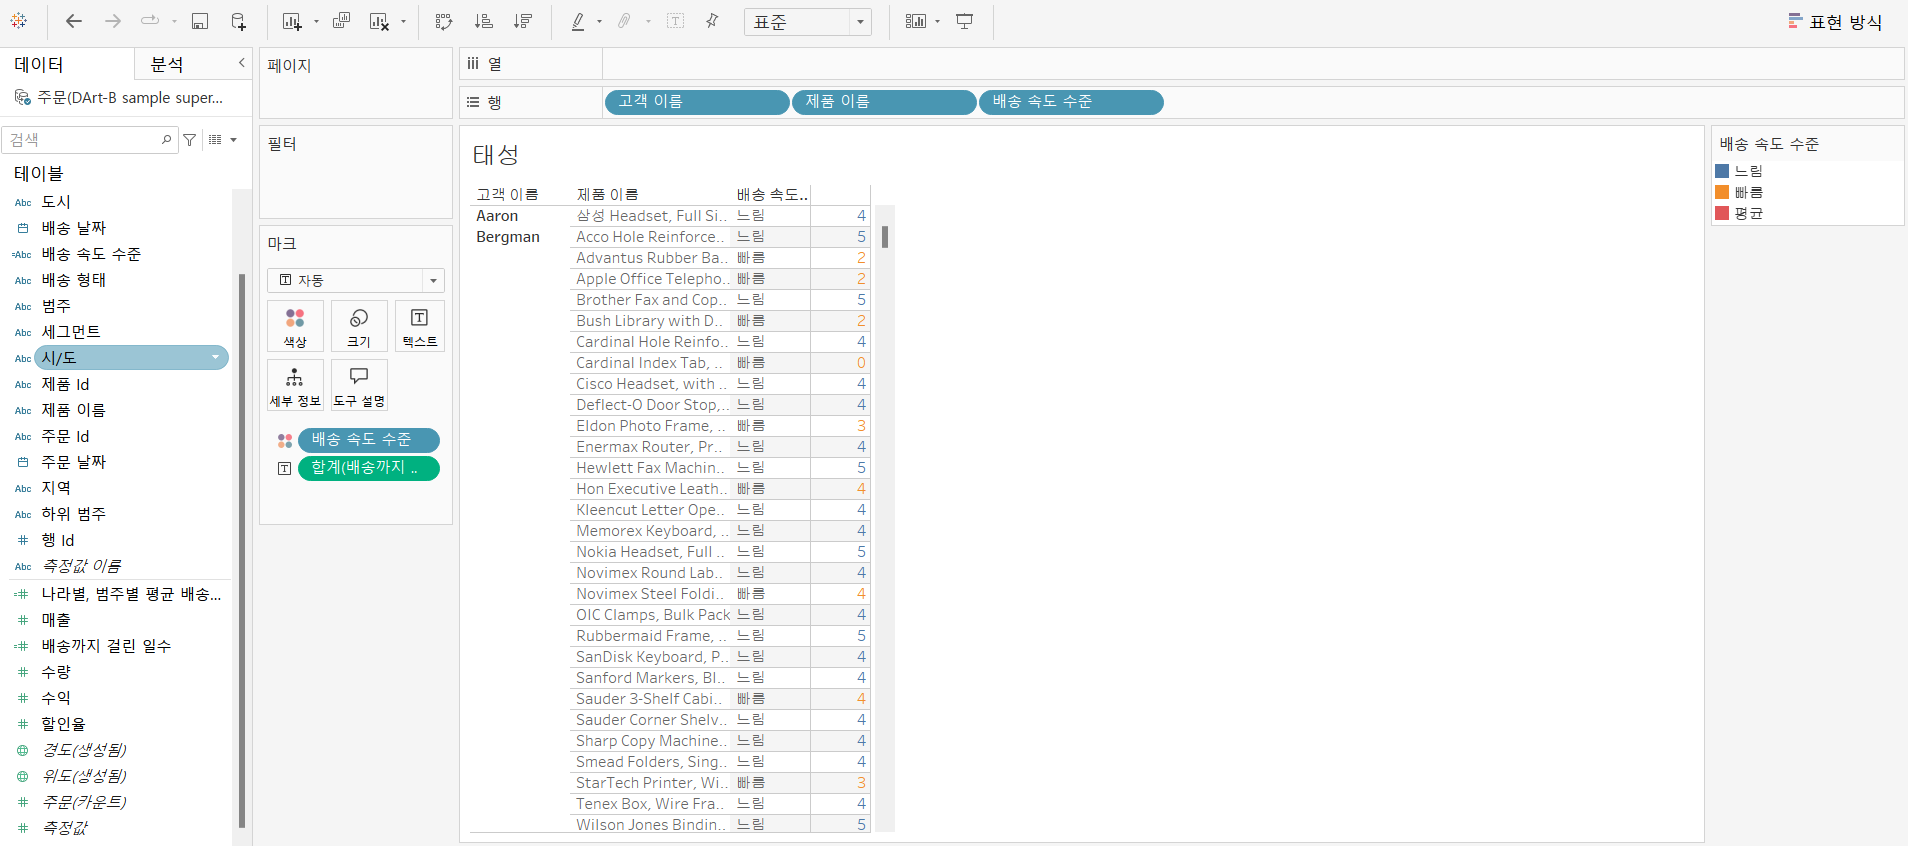 표준
표현 방식
데이터
분석
주문(DArt-B sample super...
검색
테이블
Abc 도시
배송 날짜
=Abc 배송 속도 수준
Abc 배송 형태
Abc 범주
Abc 세그먼트
Abc 시/도
Abc 제품 Id
Abc 제품 이름
Abc 주문 Id
주문 날짜
Abc 지역
Abc 하위 범주
# 행 Id
Abc 측정값 이름
=# 나라별, 범주별 평균 배송...
# 매출
=# 배송까지 걸린 일수
# 수량
# 수익
# 할인율
경도(생성됨)
위도(생성됨)
# 주문(카운트)
# 측정값
페이지
필터
마크
T 자동
색상
크기
T 텍스트
세부 정보
도구 설명
배송 속도 수준
T 합계(배송까지 ..
열
행
고객 이름
제품 이름
배송 속도 수준
태성
고객 이름 제품 이름 배송 속도..
Aaron 삼성 Headset, Full Si.. 느림 4
Bergman Acco Hole Reinforce.. 느림 5
Advantus Rubber Ba.. 빠름 2
Apple Office Telepho.. 빠름 2
Brother Fax and Cop.. 느림 5
Bush Library with D.. 빠름 2
Cardinal Hole Reinfo.. 느림 4
Cardinal Index Tab, .. 빠름 0
Cisco Headset, with .. 느림 4
Deflect-O Door Stop,.. 느림 4
Eldon Photo Frame, .. 빠름 3
Enermax Router, Pr.. 느림 4
Hewlett Fax Machin.. 느림 5
Hon Executive Leath.. 빠름 4
Kleencut Letter Ope.. 느림 4
Memorex Keyboard, .. 느림 4
Nokia Headset, Full .. 느림 5
Novimex Round Lab.. 느림 4
Novimex Steel Foldi.. 빠름 4
OIC Clamps, Bulk Pack 느림 4
Rubbermaid Frame, .. 느림 5
SanDisk Keyboard, P.. 느림 4
Sanford Markers, Bl.. 느림 4
Sauder 3-Shelf Cabi.. 빠름 4
Sauder Corner Shelv.. 느림 4
Sharp Copy Machine.. 느림 4
Smead Folders, Sing.. 느림 4
StarTech Printer, Wi.. 빠름 3
Tenex Box, Wire Fra.. 느림 4
Wilson Jones Bindin.. 느림 5
배송 속도 수준
느림
빠름
평균